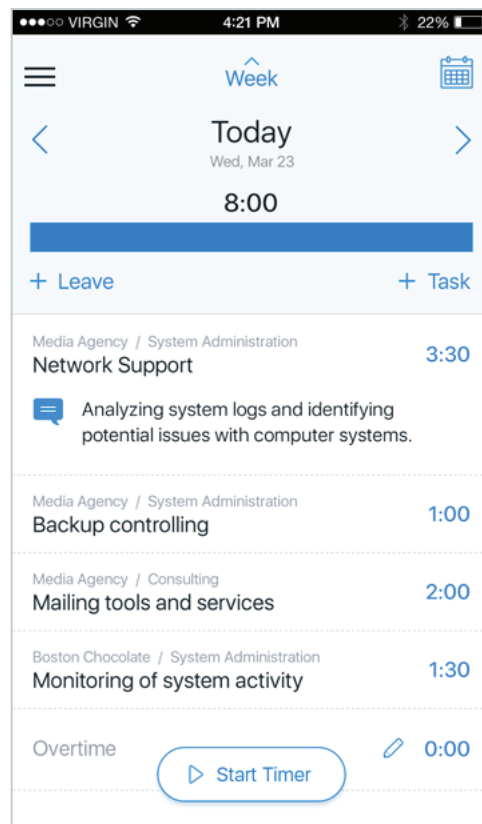 VIRGIN 4:21 PM 22%
Week
Today
Wed, Mar 23
8:00
+ Leave + Task
Media Agency / System Administration
Network Support 3:30
Analyzing system logs and identifying
potential issues with computer systems.
Media Agency / System Administration
Backup controlling 1:00
Media Agency / Consulting
Mailing tools and services 2:00
Boston Chocolate / System Administration
Monitoring of system activity 1:30
Overtime 0:00
Start Timer